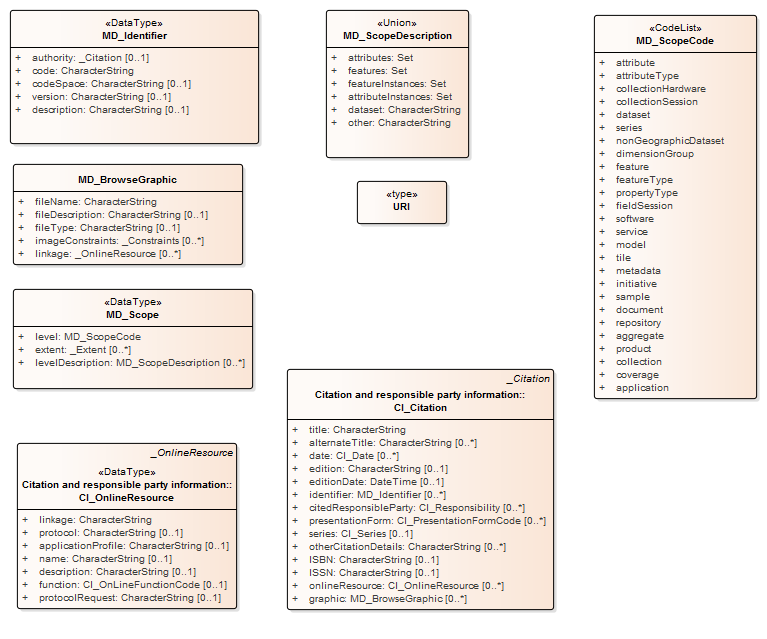 «DataType»
MD_Identifier
+ authority: _Citation [0..1]
+ code: CharacterString
+ codeSpace: CharacterString [0..1]
+ version: CharacterString [0..1]
+ description: CharacterString [0..1]
«Union»
MD_ScopeDescription
+ attributes: Set
+ features: Set
+ featureInstances: Set
+ attributeInstances: Set
+ dataset: CharacterString
+ other: CharacterString
«CodeList»
MD_ScopeCode
+ attribute
+ attributeType
+ collectionHardware
+ collectionSession
+ dataset
+ series
+ nonGeographicDataset
+ dimensionGroup
+ feature
+ featureType
+ propertyType
+ fieldSession
+ software
+ service
+ model
+ tile
+ metadata
+ initiative
+ sample
+ document
+ repository
+ aggregate
+ product
+ collection
+ coverage
+ application
MD_BrowseGraphic
+ fileName: CharacterString
+ fileDescription: CharacterString [0..1]
+ fileType: CharacterString [0..1]
+ imageConstraints: _Constraints [0..*]
+ linkage: _OnlineResource [0..*]
«type»
URI
«DataType»
MD_Scope
+ level: MD_ScopeCode
+ extent: _Extent [0..*]
+ levelDescription: MD_ScopeDescription [0..*]
_Citation
Citation and responsible party information::
CI_Citation
+ title: CharacterString
+ alternateTitle: CharacterString [0..*]
+ date: CI_Date [0..*]
+ edition: CharacterString [0..1]
+ editionDate: DateTime [0..1]
+ identifier: MD_Identifier [0..*]
+ citedResponsibleParty: CI_Responsibility [0..*]
+ presentationForm: CI_PresentationFormCode [0..*]
+ series: CI_Series [0..1]
+ otherCitationDetails: CharacterString [0..*]
+ ISBN: CharacterString [0..1]
+ ISSN: CharacterString [0..1]
+ onlineResource: CI_OnlineResource [0..*]
+ graphic: MD_BrowseGraphic [0..*]
_OnlineResource
«DataType»
Citation and responsible party information::
CI_OnlineResource
+ linkage: CharacterString
+ protocol: CharacterString [0..1]
+ applicationProfile: CharacterString [0..1]
+ name: CharacterString [0..1]
+ description: CharacterString [0..1]
+ function: CI_OnLineFunctionCode [0..1]
+ protocolRequest: CharacterString [0..1]